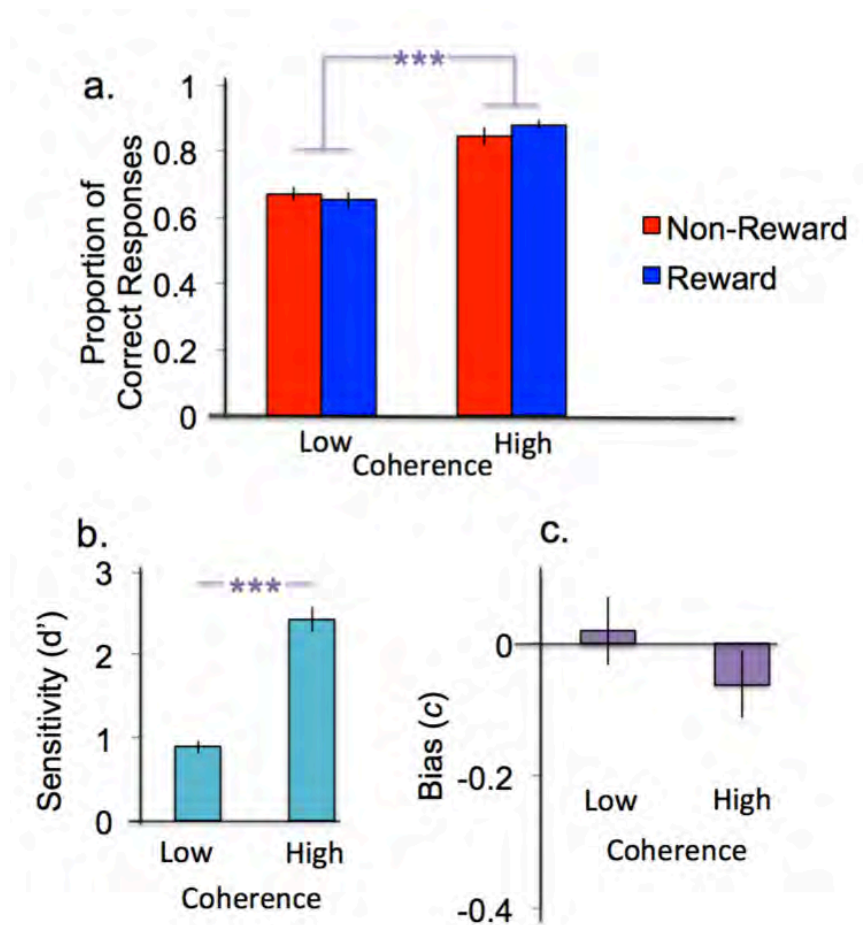 a.
***
1
0.8
0.6
0.4
0.2
0
Proportion of
Correct Responses
Low
High
Coherence
Non-Reward
Reward
b.
***
3
2
1
0
Sensitivity (d')
Low
High
Coherence
c.
0
-0.2
-0.4
Bias (c)
Low
High
Coherence